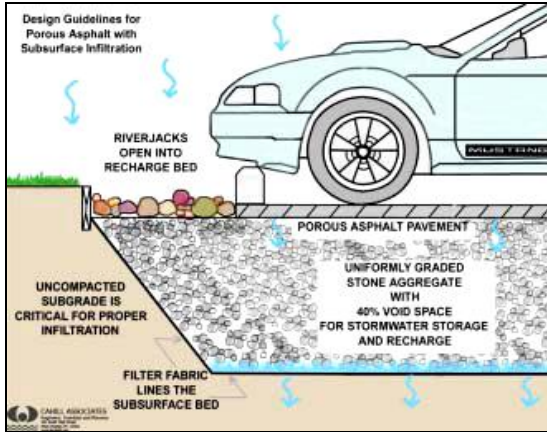 Design Guidelines for
Porous Asphalt with
Subsurface Infiltration
RIVERJACKS
OPEN INTO
RECHARGE BED
MUSTANG
POROUS ASPHALT PAVEMENT
UNIFORMLY GRADED
STONE AGGREGATE
WITH
40% VOID SPACE
FOR STORMWATER STORAGE
AND RECHARGE
UNCOMPACTED
SUBGRADE IS
CRITICAL FOR PROPER
INFILTRATION
FILTER FABRIC
LINES THE
SUBSURFACE BED
CAHILL ASSOCIATES